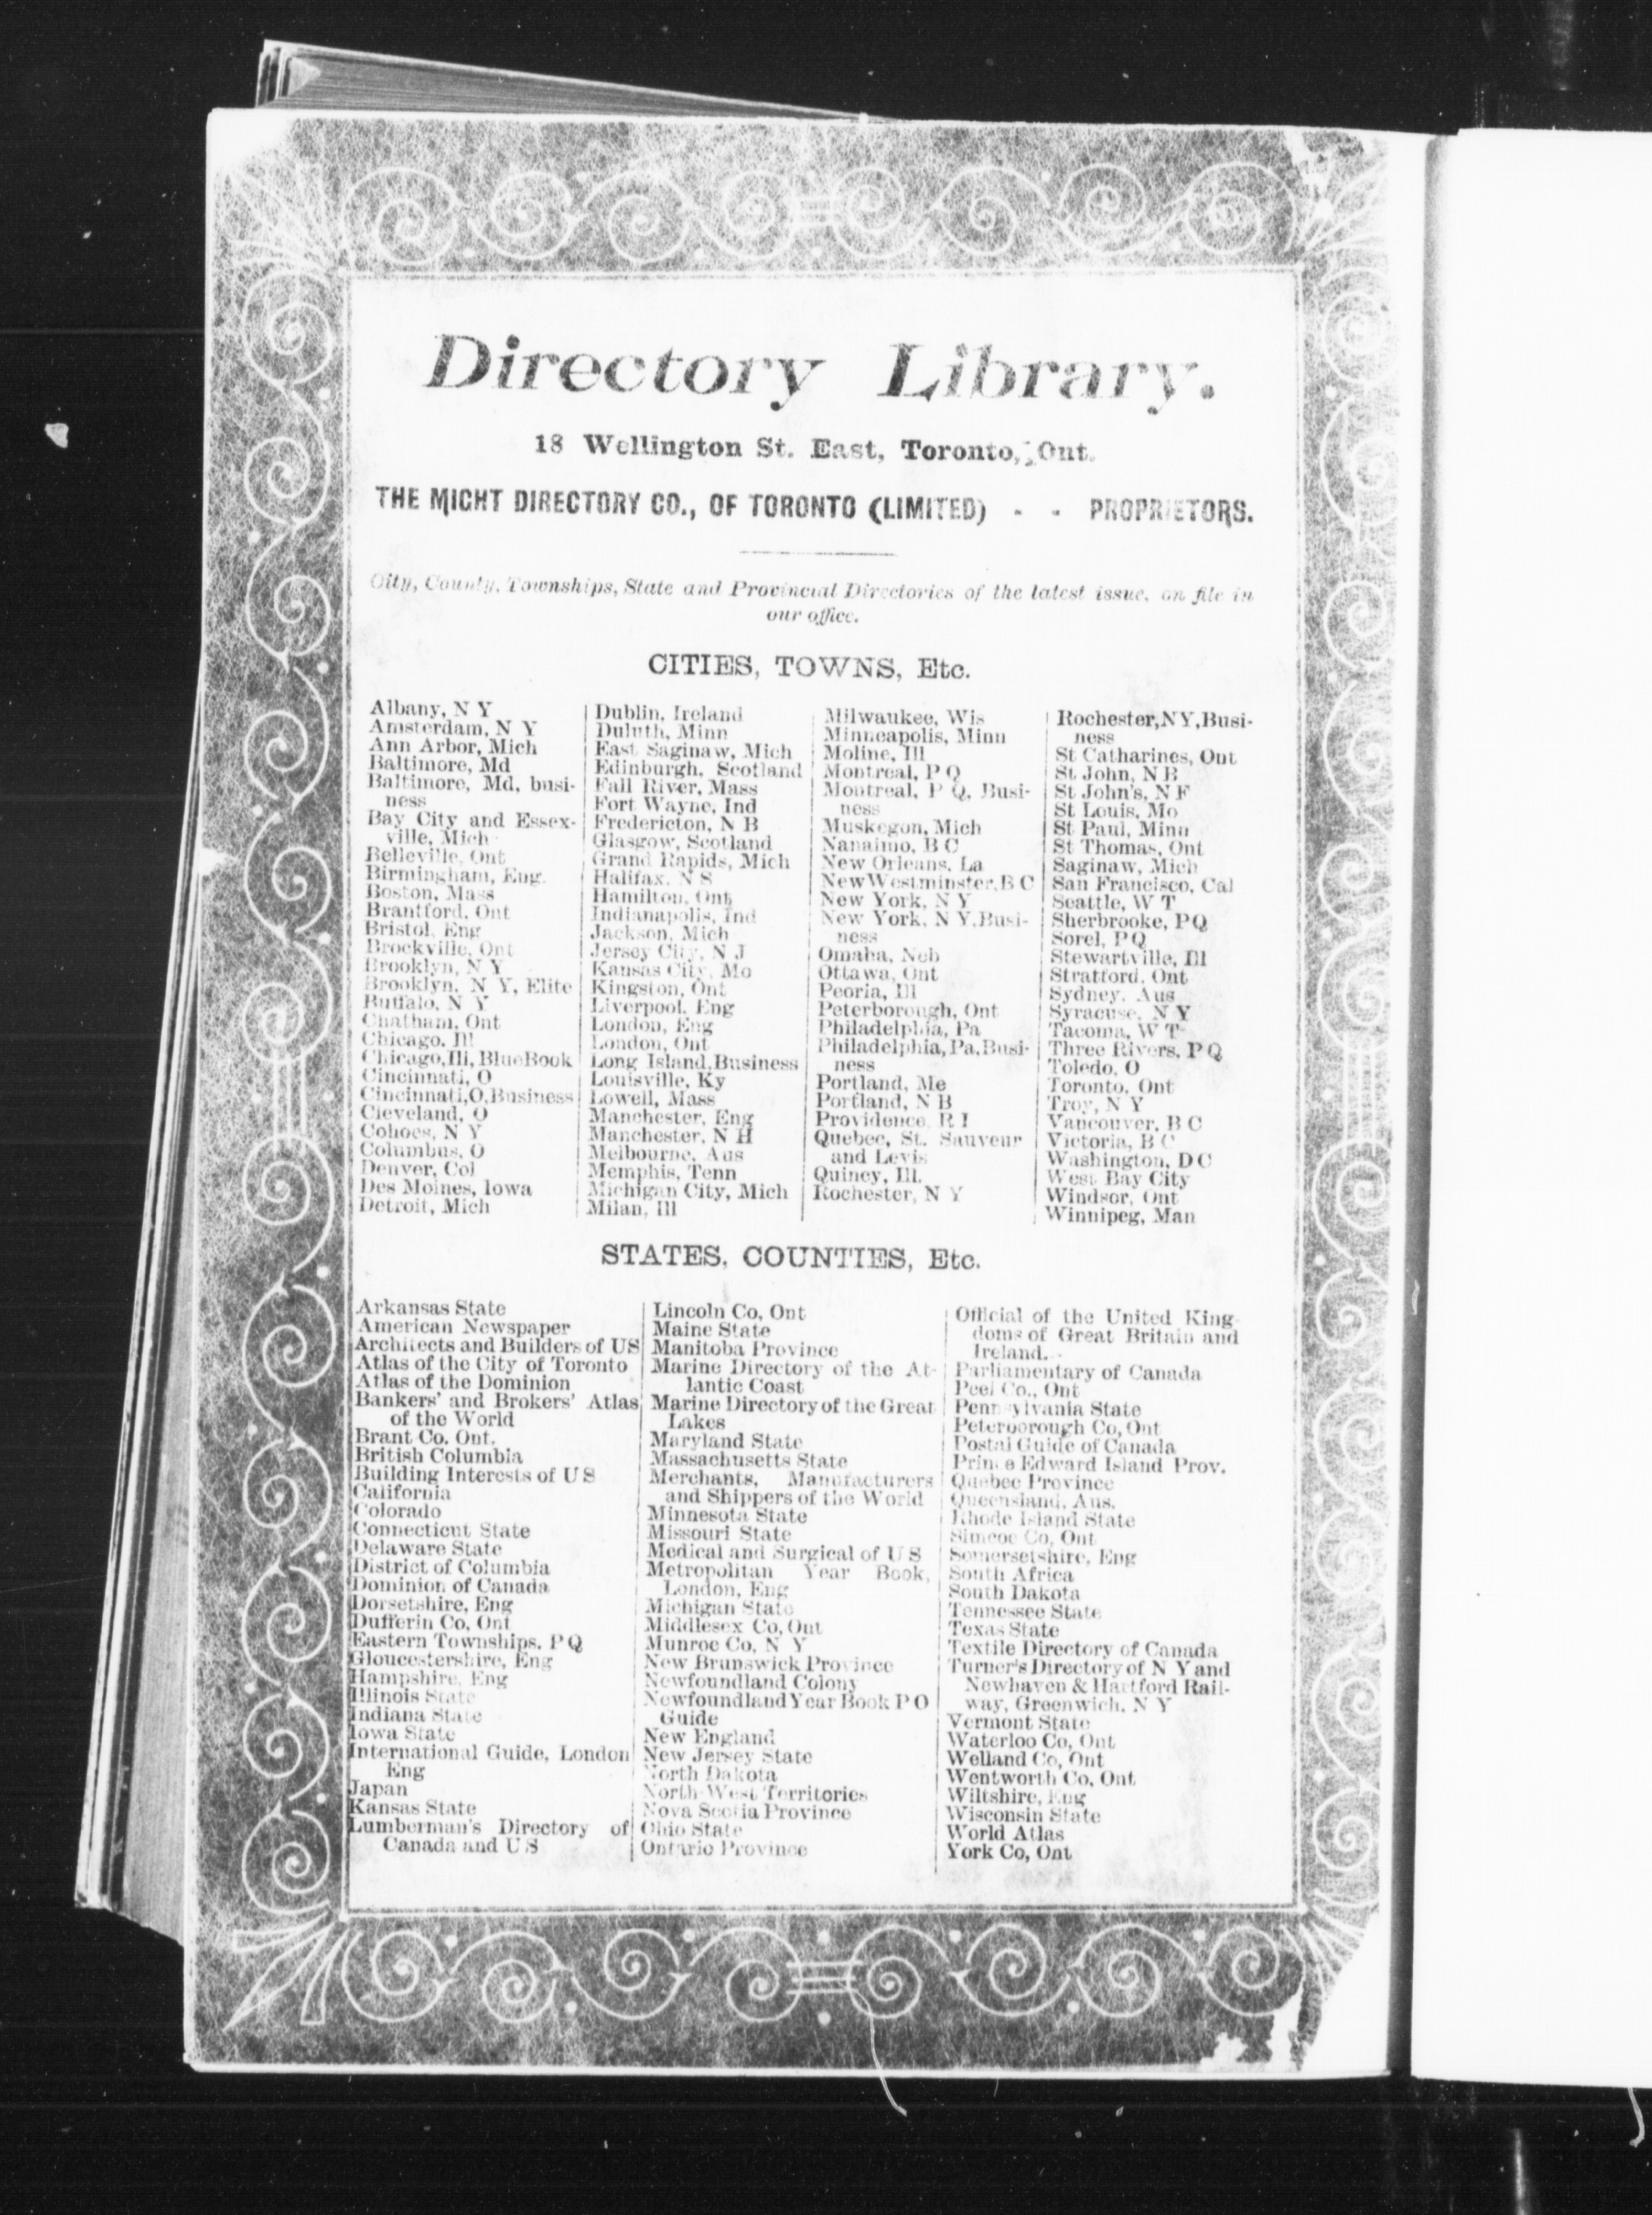 Directory Library.
18 Wellington St. East, Toronto, Ont.
THE MIGHT DIRECTORY CO., OF TORONTO (LIMITED) - - PROPRIETORS.
City, County, Townships, State and Provincial Directories of the latest issue, on file in
our office.
CITIES, TOWNS, Etc.
Albany, N Y
Amsterdam, N Y
Ann Arbor, Mich
Baltimore, Md
Baltimore, Md, busi-
ness
Bay City and Essex-
ville, Mich
Belleville, Ont
Birmingham, Eng.
Boston, Mass
Brantford, Ont
Bristol, Eng
Brockville, Ont
Brooklyn, N Y
Brooklyn, N Y, Elite
Buffalo, N Y
Chatham, Ont
Chicago, Ill
Chicago, Ill, Blue Book
Cincinnati, O
Cincinnati, O, Business
Cleveland, O
Cohoes, N Y
Columbus, O
Denver, Col
Des Moines, Iowa
Detroit, Mich
Dublin, Ireland
Duluth, Minn
East Saginaw, Mich
Edinburgh, Scotland
Fall River, Mass
Fort Wayne, Ind
Fredericton, N B
Glasgow, Scotland
Grand Rapids, Mich
Halifax, N S
Hamilton, Ont
Indianapolis, Ind
Jackson, Mich
Jersey City, N J
Kansas City, Mo
Kingston, Ont
Liverpool, Eng
London, Eng
London, Ont
Long Island, Business
Louisville, Ky
Lowell, Mass
Manchester, Eng
Manchester, N H
Melbourne, Aus
Memphis, Tenn
Michigan City, Mich
Milan, Ill
Milwaukee, Wis
Minneapolis, Minn
Moline, Ill
Montreal, P Q
Montreal, P Q, Busi-
ness
Muskegon, Mich
Nanaimo, B C
New Orleans, La
New Westminster, B C
New York, N Y
New York, N Y, Busi-
ness
Omaha, Neb
Ottawa, Ont
Peoria, Ill
Peterborough, Ont
Philadelphia, Pa
Philadelphia, Pa, Busi-
ness
Portland, Me
Portland, N B
Providence, R I
Quebec, St. Sauveur
and Levis
Quincy, Ill.
Rochester, N Y
Rochester, N Y, Busi-
ness
St Catharines, Ont
St John, N B
St John's, N F
St Louis, Mo
St Paul, Minn
St Thomas, Ont
Saginaw, Mich
San Francisco, Cal
Seattle, W T
Sherbrooke, P Q
Sorel, P Q
Stewartville, Ill
Stratford, Ont
Sydney, Aus
Syracuse, N Y
Tacoma, W T
Three Rivers, P Q
Toledo, O
Toronto, Ont
Troy, N Y
Vancouver, B C
Victoria, B C
Washington, D C
West Bay City
Windsor, Ont
Winnipeg, Man
STATES, COUNTIES, Etc.
Arkansas State
American Newspaper
Architects and Builders of US
Atlas of the City of Toronto
Atlas of the Dominion
Bankers' and Brokers' Atlas
of the World
Brant Co. Ont.
British Columbia
Building Interests of U S
California
Colorado
Connecticut State
Delaware State
District of Columbia
Dominion of Canada
Dorsetshire, Eng
Dufferin Co, Ont
Eastern Townships, P Q
Gloucestershire, Eng
Hampshire, Eng
Illinois State
Indiana State
Iowa State
International Guide, London
Eng
Japan
Kansas State
Lumberman's Directory of
Canada and U S
Lincoln Co, Ont
Maine State
Manitoba Province
Marine Directory of the At-
lantic Coast
Marine Directory of the Great
Lakes
Maryland State
Massachusetts State
Merchants, Manufacturers
and Shippers of the World
Minnesota State
Missouri State
Medical and Surgical of U S
Metropolitan Year Book,
London, Eng
Michigan State
Middlesex Co, Ont
Munroe Co, N Y
New Brunswick Province
Newfoundland Colony
Newfoundland Year Book P O
Guide
New England
New Jersey State
North Dakota
North West Territories
Nova Scotia Province
Ohio State
Ontario Province
Official of the United King-
doms of Great Britain and
Ireland.
Parliamentary of Canada
Peel Co., Ont
Pennsylvania State
Peterborough Co, Ont
Postal Guide of Canada
Prince Edward Island Prov.
Quebec Province
Queensland, Aus.
Rhode Island State
Simcoe Co, Ont
Somersetshire, Eng
South Africa
South Dakota
Tennessee State
Texas State
Textile Directory of Canada
Turner's Directory of N Y and
Newhaven & Hartford Rail-
way, Greenwich, N Y
Vermont State
Waterloo Co, Ont
Welland Co, Ont
Wentworth Co, Ont
Wiltshire, Eng
Wisconsin State
World Atlas
York Co, Ont